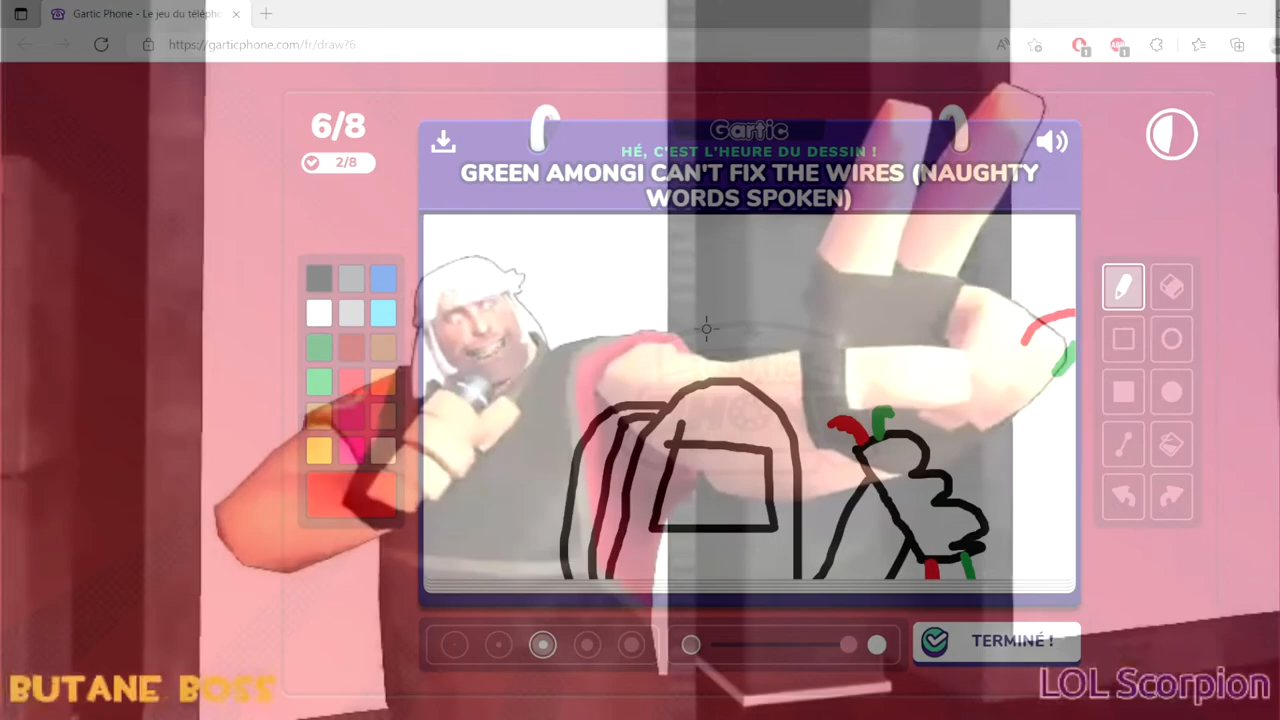 Gartic Phone - Le jeu du télépho
https://garticphone.com/fr/draw?6
6/8
2/8
Gartic
HÉ, C'EST L'HEURE DU DESSIN !
GREEN AMONGI CAN'T FIX THE WIRES (NAUGHTY
WORDS SPOKEN)
TERMINÉ !
BUTANE BOSS
LOL Scorpion